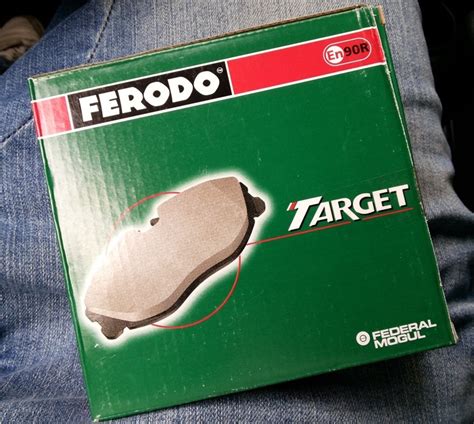 FERODO
En90R
TARGET
FEDERAL
MOGUL